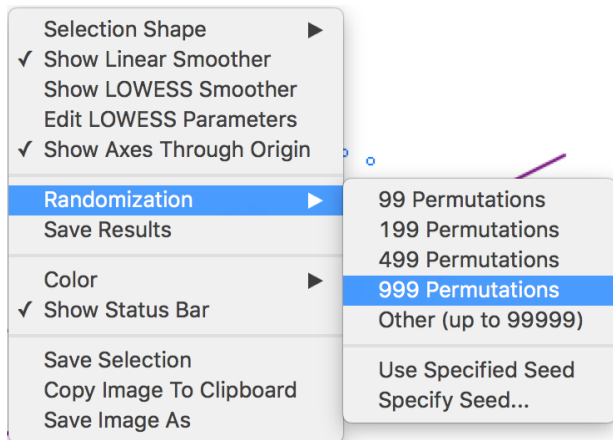 Selection Shape
✓ Show Linear Smoother
Show LOWESS Smoother
Edit LOWESS Parameters
✓ Show Axes Through Origin
Randomization
Save Results
Color
✓ Show Status Bar
Save Selection
Copy Image To Clipboard
Save Image As
99 Permutations
199 Permutations
499 Permutations
999 Permutations
Other (up to 99999)
Use Specified Seed
Specify Seed...